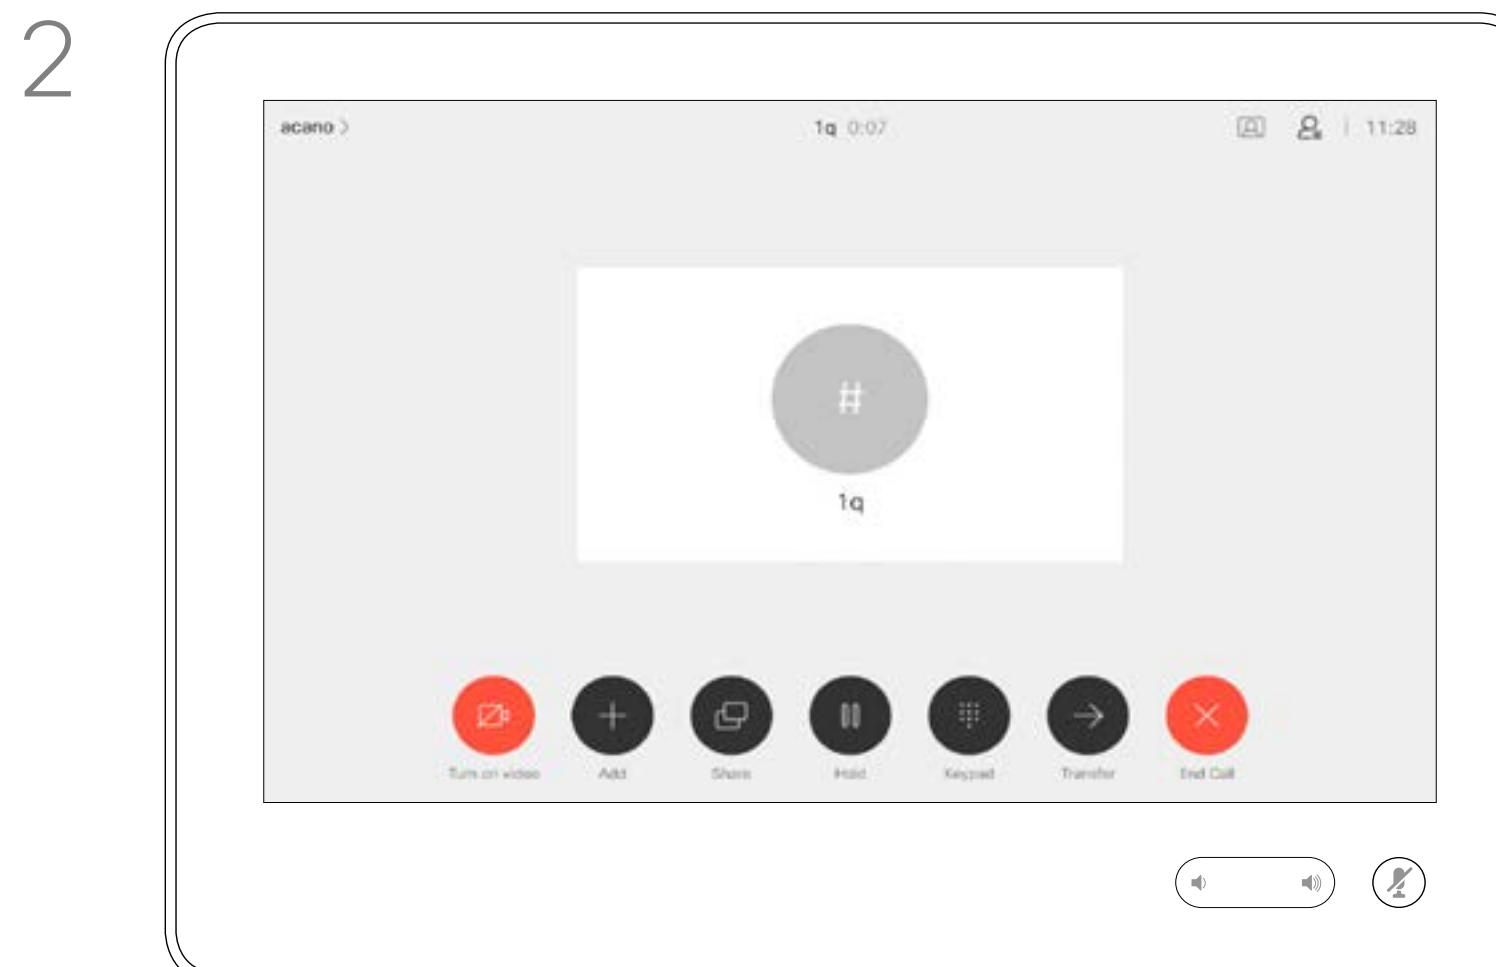 2
acano 1q 0:07 11:28
#
1q
Turn on video Add Share Hold Keypad Transfer End Call